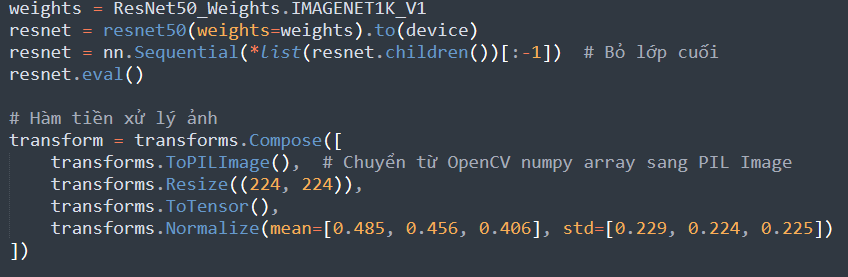 weights = ResNet50_Weights.IMAGENET1K_V1
resnet = resnet50(weights=weights).to(device)
resnet = nn.Sequential(*list(resnet.children())[:-1])  # Bỏ lớp cuối
resnet.eval()

# Hàm tiền xử lý ảnh
transform = transforms.Compose([
    transforms.ToPILImage(),  # Chuyển từ OpenCV numpy array sang PIL Image
    transforms.Resize((224, 224)),
    transforms.ToTensor(),
    transforms.Normalize(mean=[0.485, 0.456, 0.406], std=[0.229, 0.224, 0.225])
])